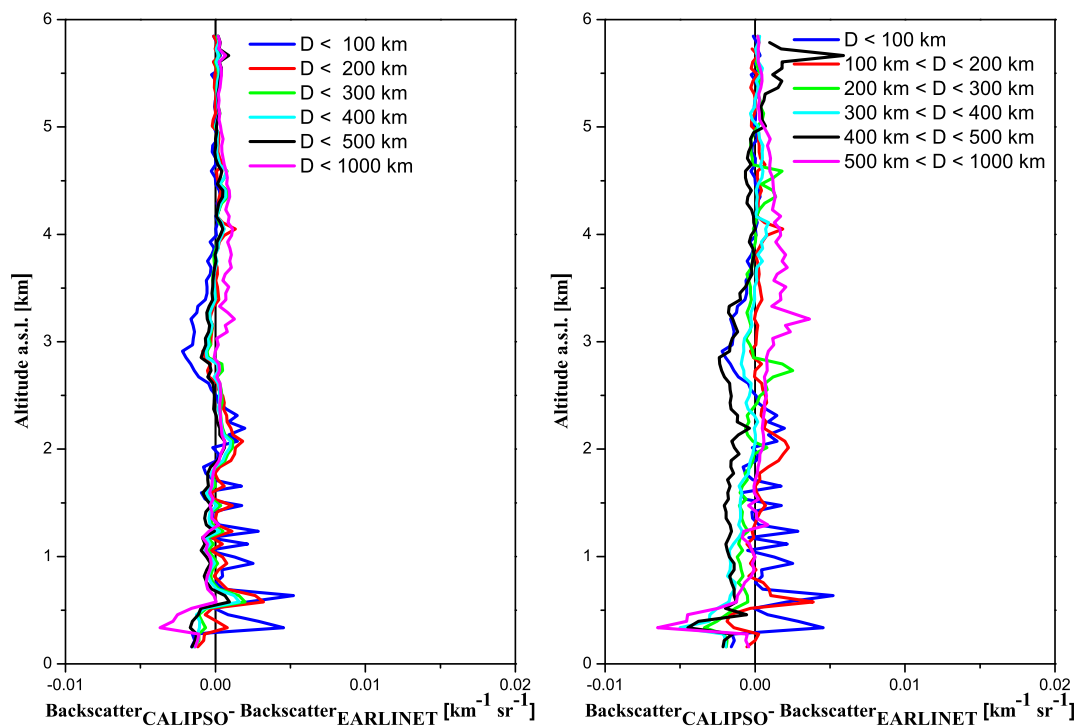 6
5
4
3
2
1
0
-0.01
0.00
0.01
0.02
Altitude a.s.l. [km]
D < 100 km
D < 200 km
D < 300 km
D < 400 km
D < 500 km
D < 1000 km
Backscatter CALIPSO - Backscatter EARLINET [km-1 sr-1]
6
5
4
3
2
1
0
-0.01
0.00
0.01
0.02
Altitude a.s.l. [km]
D < 100 km
100 km < D < 200 km
200 km < D < 300 km
300 km < D < 400 km
400 km < D < 500 km
500 km < D < 1000 km
Backscatter CALIPSO - Backscatter EARLINET [km-1 sr-1]